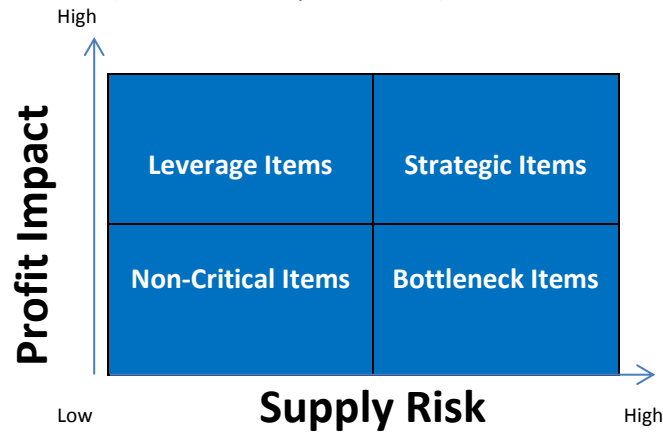 High
Profit Impact
Leverage Items
Strategic Items
Non-Critical Items
Bottleneck Items
Low
Supply Risk
High